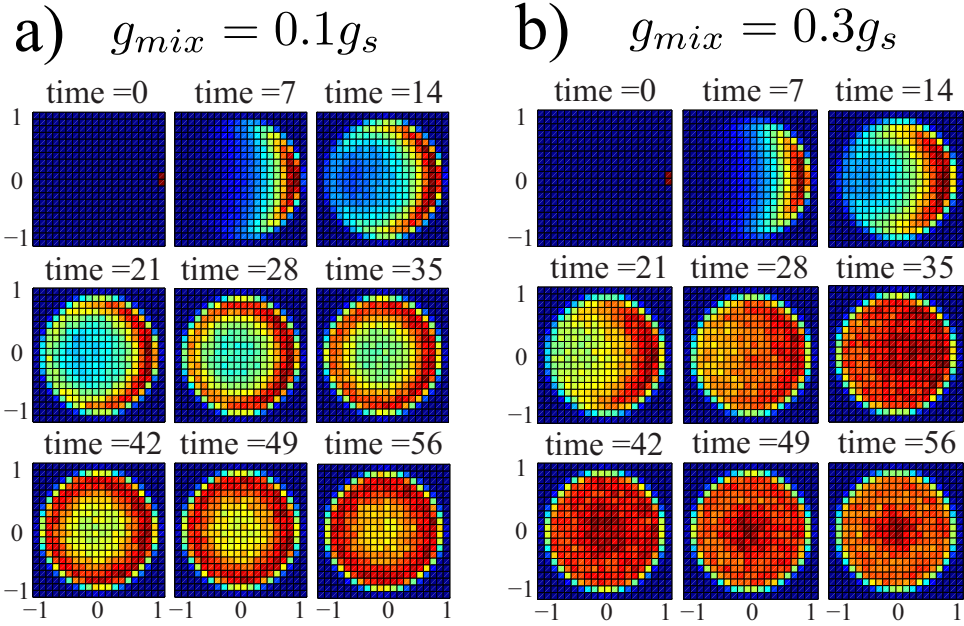 a) g_{mix} = 0.1g_s
time =0 time =7 time =14
1
0
−1
time =21 time =28 time =35
1
0
−1
time =42 time =49 time =56
1
0
−1
−1 0 1 −1 0 1 −1 0 1
b) g_{mix} = 0.3g_s
time =0 time =7 time =14
1
0
−1
time =21 time =28 time =35
1
0
−1
time =42 time =49 time =56
1
0
−1
−1 0 1 −1 0 1 −1 0 1